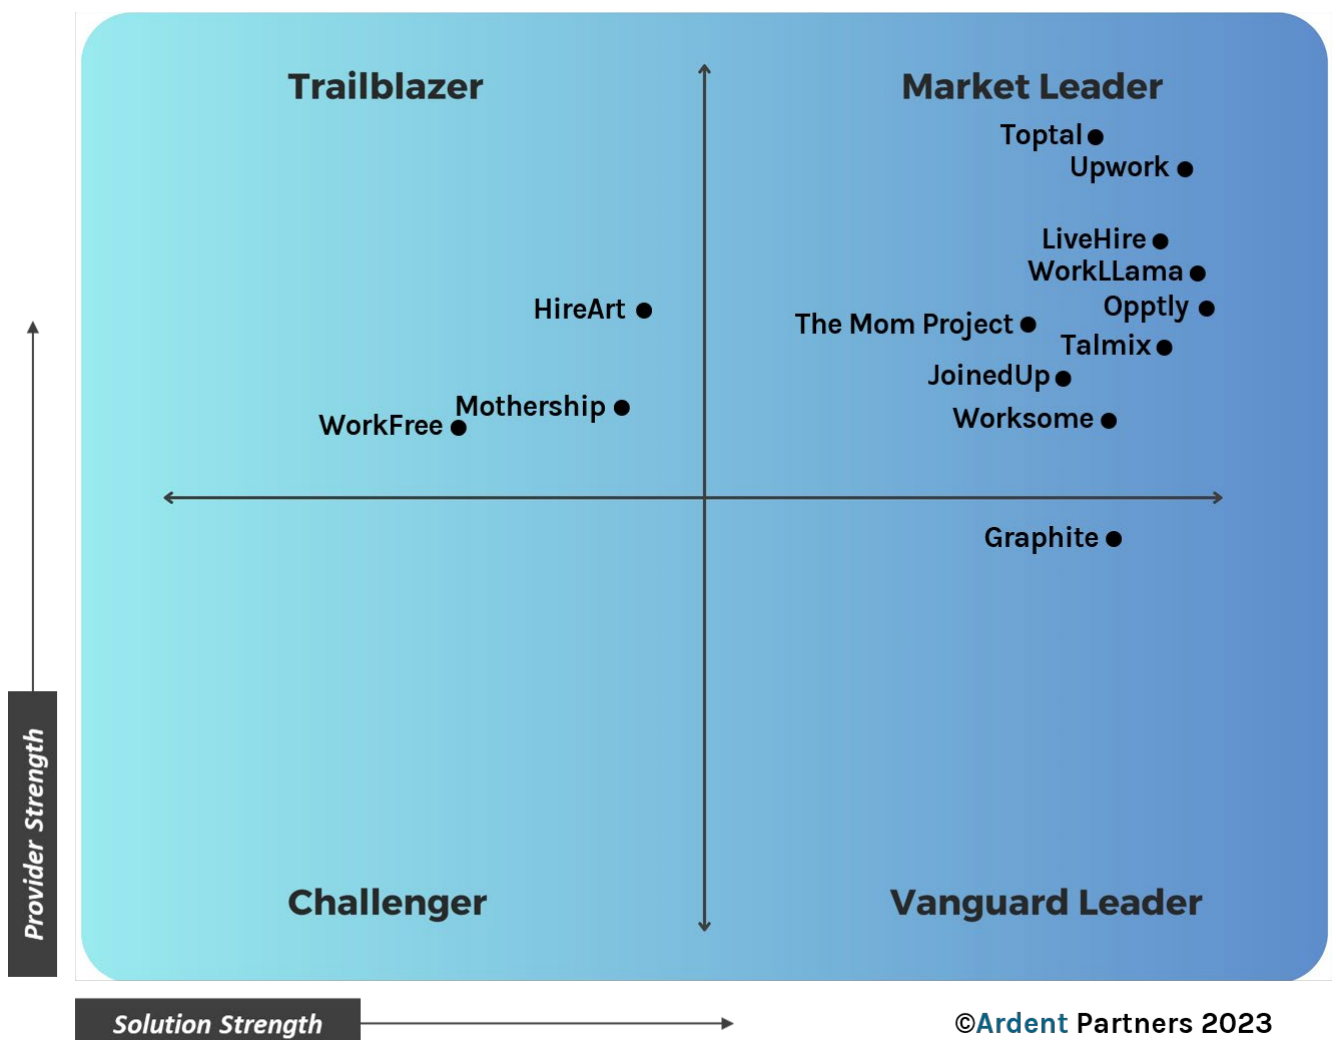 Trailblazer
Market Leader
Toptal
Upwork
LiveHire
WorkLLama
HireArt
Opptly
The Mom Project
Talmix
JoinedUp
Mothership
Worksome
WorkFree
Graphite
Provider Strength
Challenger
Vanguard Leader
Solution Strength
©Ardent Partners 2023